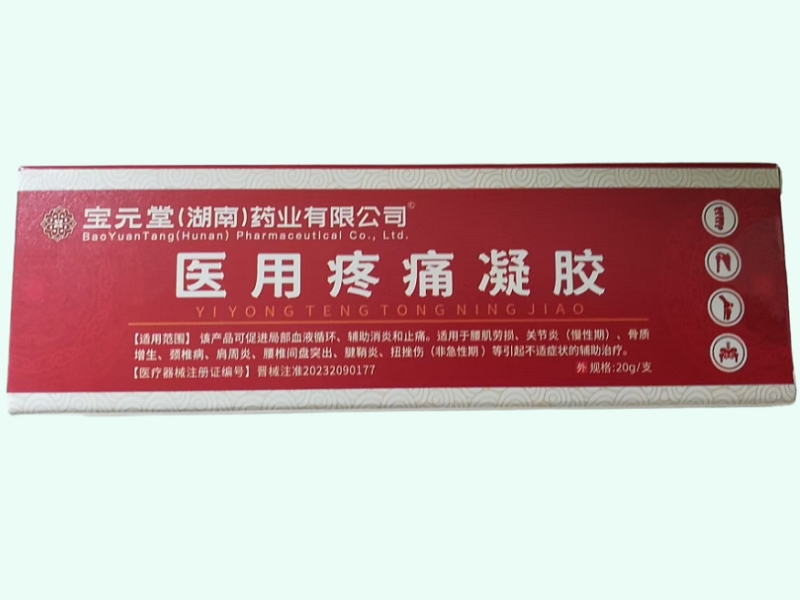 宝元堂(湖南)药业有限公司©
BaoYuanTang(Hunan) Pharmaceutical Co., Ltd.
医用疼痛凝胶
YI YONG TENG TONG NING JIAO
【适用范围】 该产品可促进局部血液循环、辅助消炎和止痛。适用于腰肌劳损、关节炎（慢性期）、骨质
增生、颈椎病、肩周炎、腰椎间盘突出、腱鞘炎、扭挫伤（非急性期）等引起不适症状的辅助治疗。
【医疗器械注册证编号】晋械注准20232090177
外 规格:20g/支